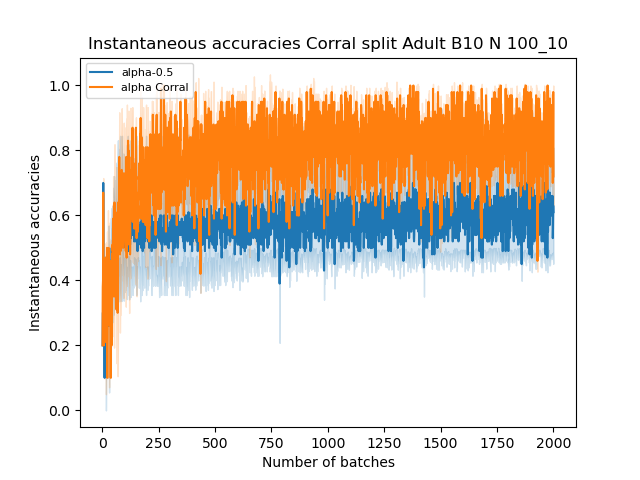 Instantaneous accuracies Corral split Adult B10 N 100_10
alpha-0.5
alpha Corral
1.0
0.8
0.6
0.4
0.2
0.0
Instantaneous accuracies
0 250 500 750 1000 1250 1500 1750 2000
Number of batches